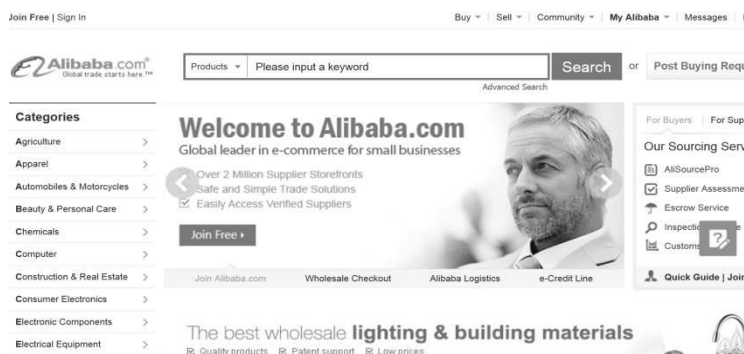 Join Free | Sign In
Buy | Sell | Community | My Alibaba | Messages
Alibaba.com®
Global trade starts here.™
Products Please input a keyword Search or Post Buying Requ
Advanced Search
Categories
Agriculture
Apparel
Automobiles & Motorcycles
Beauty & Personal Care
Chemicals
Computer
Construction & Real Estate
Consumer Electronics
Electronic Components
Electrical Equipment
Welcome to Alibaba.com
Global leader in e-commerce for small businesses
Over 2 Million Supplier Storefronts
Safe and Simple Trade Solutions
Easily Access Verified Suppliers
Join Free
Join Alibaba.com Wholesale Checkout Alibaba Logistics e-Credit Line
The best wholesale lighting & building materials
Quality products Patent support Low prices
For Buyers | For Sup
Our Sourcing Serv
AliSourcePro
Supplier Assessme
Escrow Service
Inspectic
Customs
Quick Guide | Join